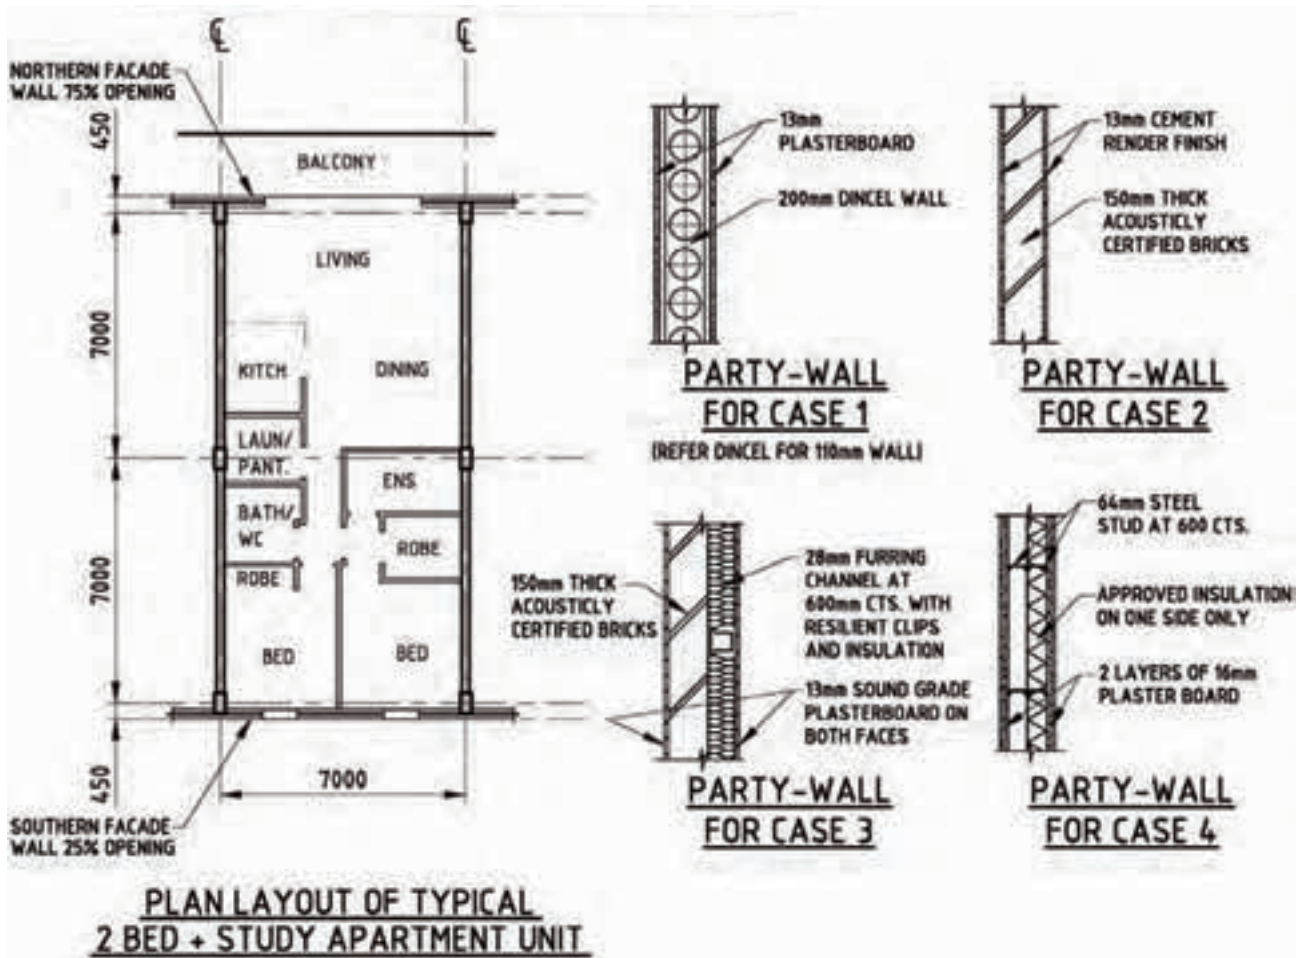 ℄
℄
NORTHERN FACADE
WALL 75% OPENING
450
BALCONY
7000
LIVING
KITCH.
DINING
LAUN/
PANT.
ENS
7000
BATH/
WC
ROBE
ROBE
BED
BED
450
7000
SOUTHERN FACADE
WALL 25% OPENING
PLAN LAYOUT OF TYPICAL
2 BED + STUDY APARTMENT UNIT
13mm
PLASTERBOARD
200mm DINCEL WALL
PARTY-WALL
FOR CASE 1
(REFER DINCEL FOR 110mm WALL)
13mm CEMENT
RENDER FINISH
150mm THICK
ACOUSTICLY
CERTIFIED BRICKS
PARTY-WALL
FOR CASE 2
150mm THICK
ACOUSTICLY
CERTIFIED BRICKS
28mm FURRING
CHANNEL AT
600mm CTS. WITH
RESILIENT CLIPS
AND INSULATION
13mm SOUND GRADE
PLASTERBOARD ON
BOTH FACES
PARTY-WALL
FOR CASE 3
64mm STEEL
STUD AT 600 CTS.
APPROVED INSULATION
ON ONE SIDE ONLY
2 LAYERS OF 16mm
PLASTER BOARD
PARTY-WALL
FOR CASE 4